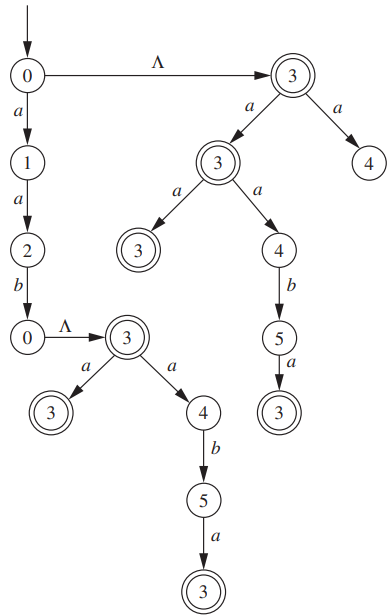 Λ
0 3
a a a
1 3 4
a a a
2 3 4
b b
0 Λ 3 5
a a a
3 4 3
b
5
a
3